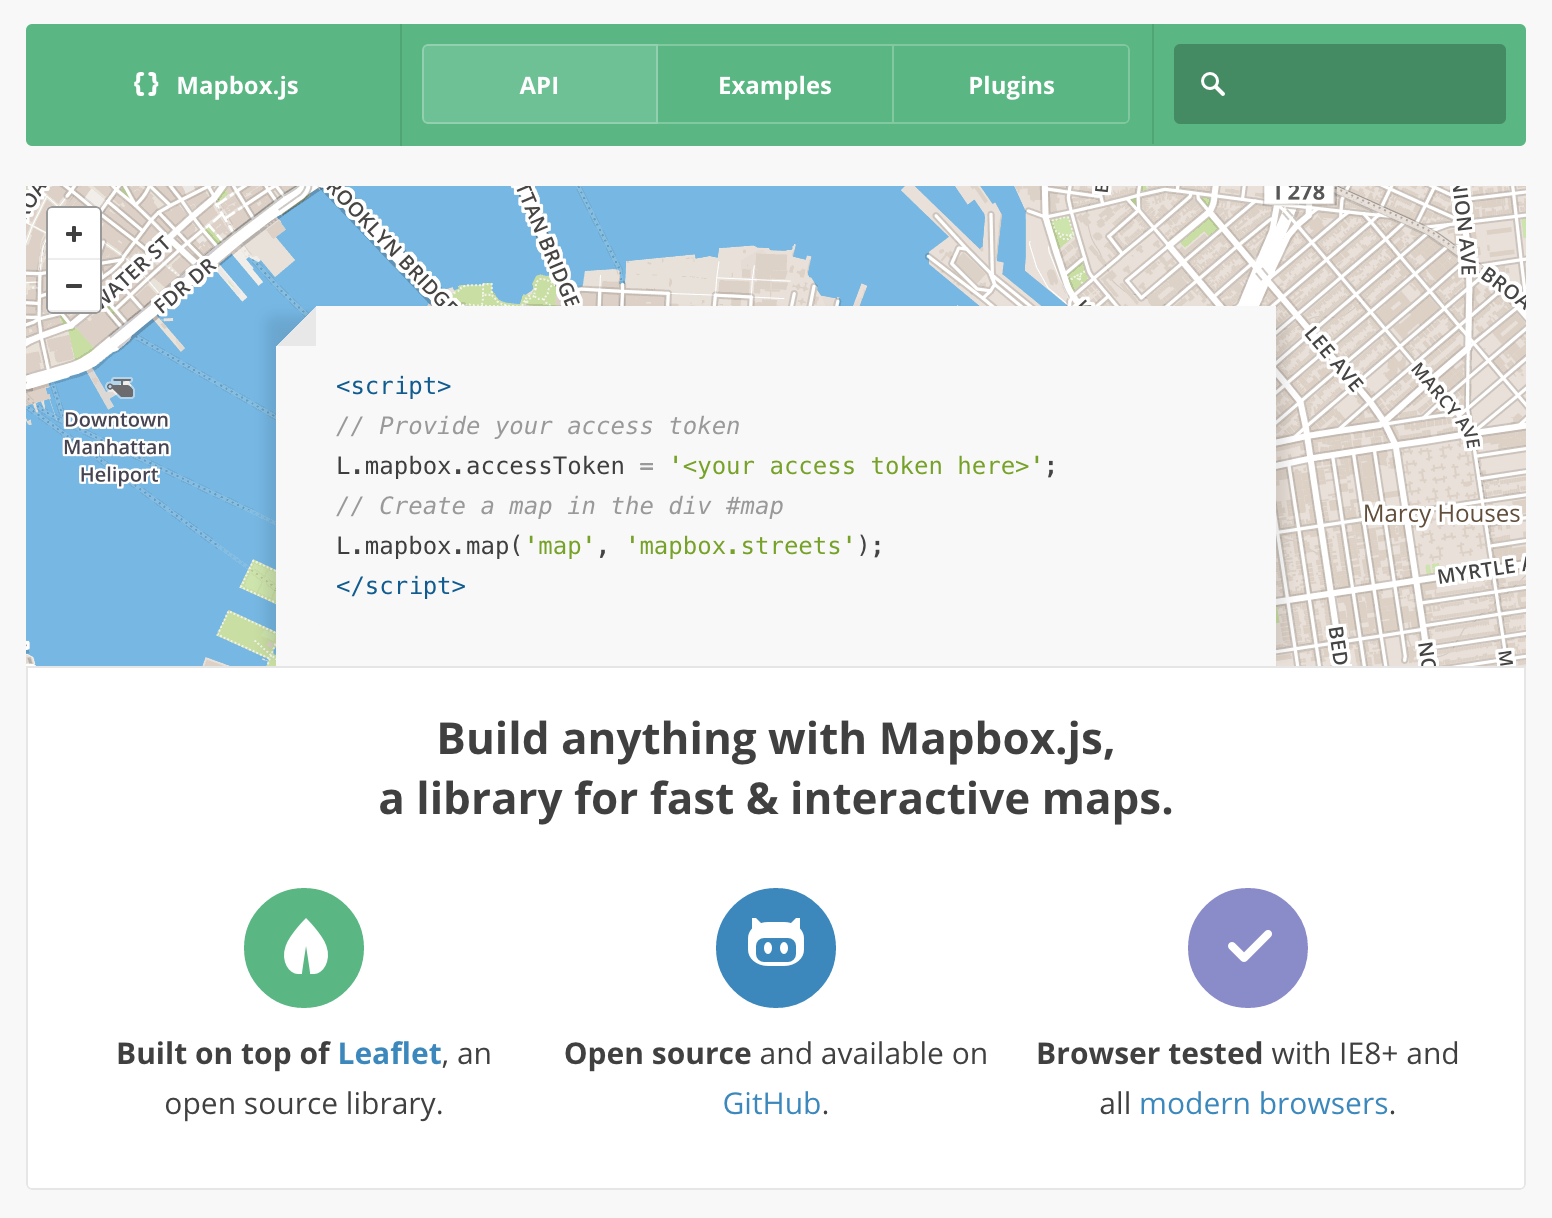 {} Mapbox.js
API
Examples
Plugins
I 278
ROOKLYN BRIDGE
TTAN BRIDGE
NION AVE
WATER ST
FDR DR
BROA
+
−
LEE AVE
MARCY AVE
Downtown
Manhattan
Heliport
<script>
// Provide your access token
L.mapbox.accessToken = '<your access token here>';
// Create a map in the div #map
L.mapbox.map('map', 'mapbox.streets');
</script>
Marcy Houses
MYRTLE A
BED
NO
M
Build anything with Mapbox.js,
a library for fast & interactive maps.
Built on top of Leaflet, an
open source library.
Open source and available on
GitHub.
Browser tested with IE8+ and
all modern browsers.